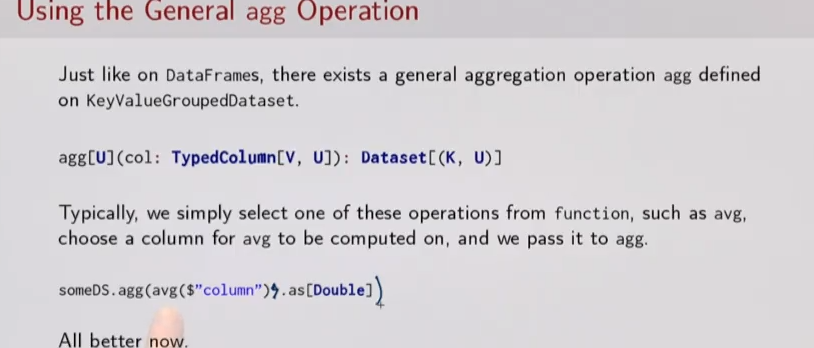 Using the General agg Operation
Just like on DataFrames, there exists a general aggregation operation agg defined
on KeyValueGroupedDataset.
agg[U](col: TypedColumn[V, U]): Dataset[(K, U)]
Typically, we simply select one of these operations from function, such as avg,
choose a column for avg to be computed on, and we pass it to agg.
someDS.agg(avg($"column").as[Double])
All better now.